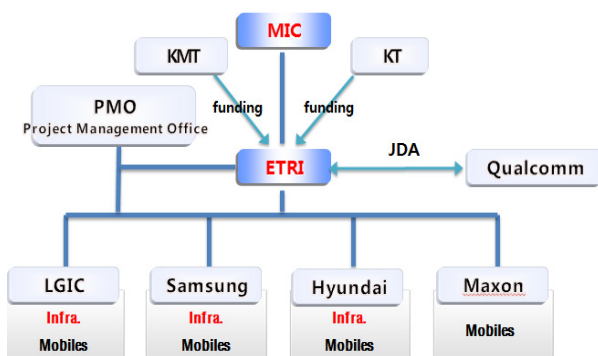 MIC
KMT
KT
funding
funding
PMO
Project Management Office
ETRI
JDA
Qualcomm
LGIC
Samsung
Hyundai
Maxon
Infra.
Infra.
Infra.
Mobiles
Mobiles
Mobiles
Mobiles